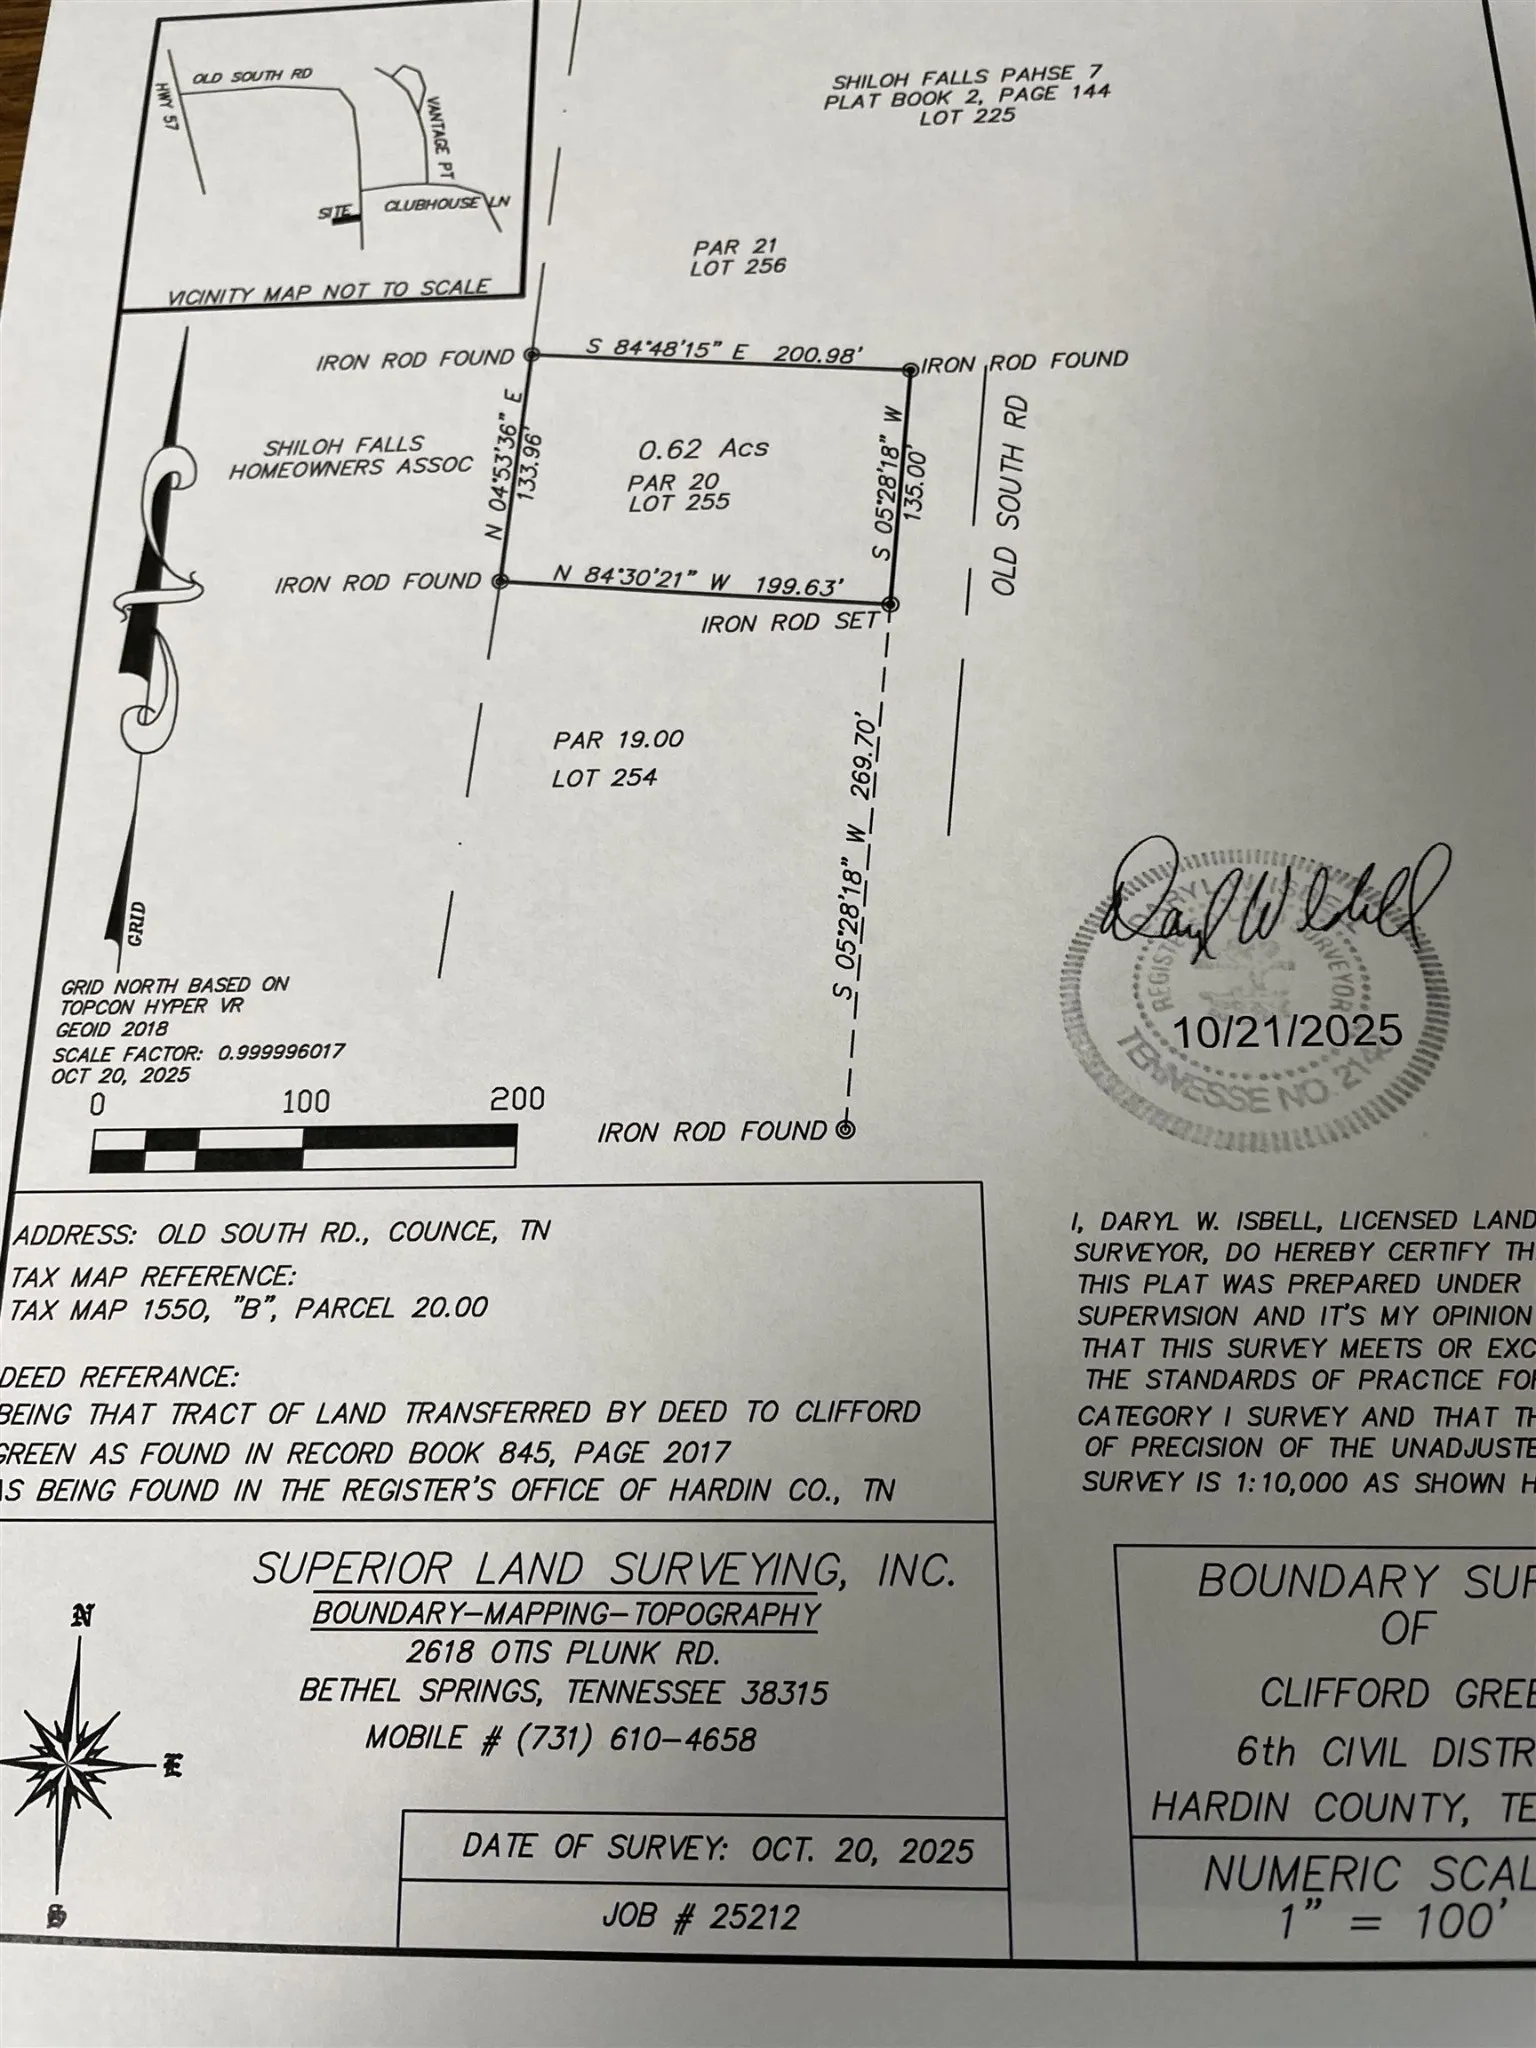 OLD SOUTH RD
HWY 57
VANTAGE PT
SITE
CLUBHOUSE LN
VICINITY MAP NOT TO SCALE
SHILOH FALLS PAHSE 7
PLAT BOOK 2, PAGE 144
LOT 225
PAR 21
LOT 256
IRON ROD FOUND
S 84°48'15" E 200.98'
IRON ROD FOUND
SHILOH FALLS
HOMEOWNERS ASSOC
N 04°53'36" E
133.96'
0.62 Acs
PAR 20
LOT 255
S 05°28'18" W
135.00'
OLD SOUTH RD
IRON ROD FOUND
N 84°30'21" W 199.63'
IRON ROD SET
PAR 19.00
LOT 254
S 05°28'18" W 269.70'
GRID
GRID NORTH BASED ON
TOPCON HYPER VR
GEOID 2018
SCALE FACTOR: 0.999996017
OCT 20, 2025
0 100 200
IRON ROD FOUND
DARYL W. ISBELL
REGISTERED SURVEYOR
TENNESSE NO.
10/21/2025
ADDRESS: OLD SOUTH RD., COUNCE, TN
TAX MAP REFERENCE:
TAX MAP 155O, "B", PARCEL 20.00
DEED REFERANCE:
BEING THAT TRACT OF LAND TRANSFERRED BY DEED TO CLIFFORD
GREEN AS FOUND IN RECORD BOOK 845, PAGE 2017
AS BEING FOUND IN THE REGISTER'S OFFICE OF HARDIN CO., TN
I, DARYL W. ISBELL, LICENSED LAND
SURVEYOR, DO HEREBY CERTIFY TH
THIS PLAT WAS PREPARED UNDER
SUPERVISION AND IT'S MY OPINION
THAT THIS SURVEY MEETS OR EXC
THE STANDARDS OF PRACTICE FOR
CATEGORY I SURVEY AND THAT TH
OF PRECISION OF THE UNADJUSTE
SURVEY IS 1:10,000 AS SHOWN H
SUPERIOR LAND SURVEYING, INC.
BOUNDARY-MAPPING-TOPOGRAPHY
2618 OTIS PLUNK RD.
BETHEL SPRINGS, TENNESSEE 38315
MOBILE # (731) 610-4658
N
E
S
DATE OF SURVEY: OCT. 20, 2025
JOB # 25212
BOUNDARY SUR
OF
CLIFFORD GREE
6th CIVIL DISTR
HARDIN COUNTY, TE
NUMERIC SCAL
1" = 100'